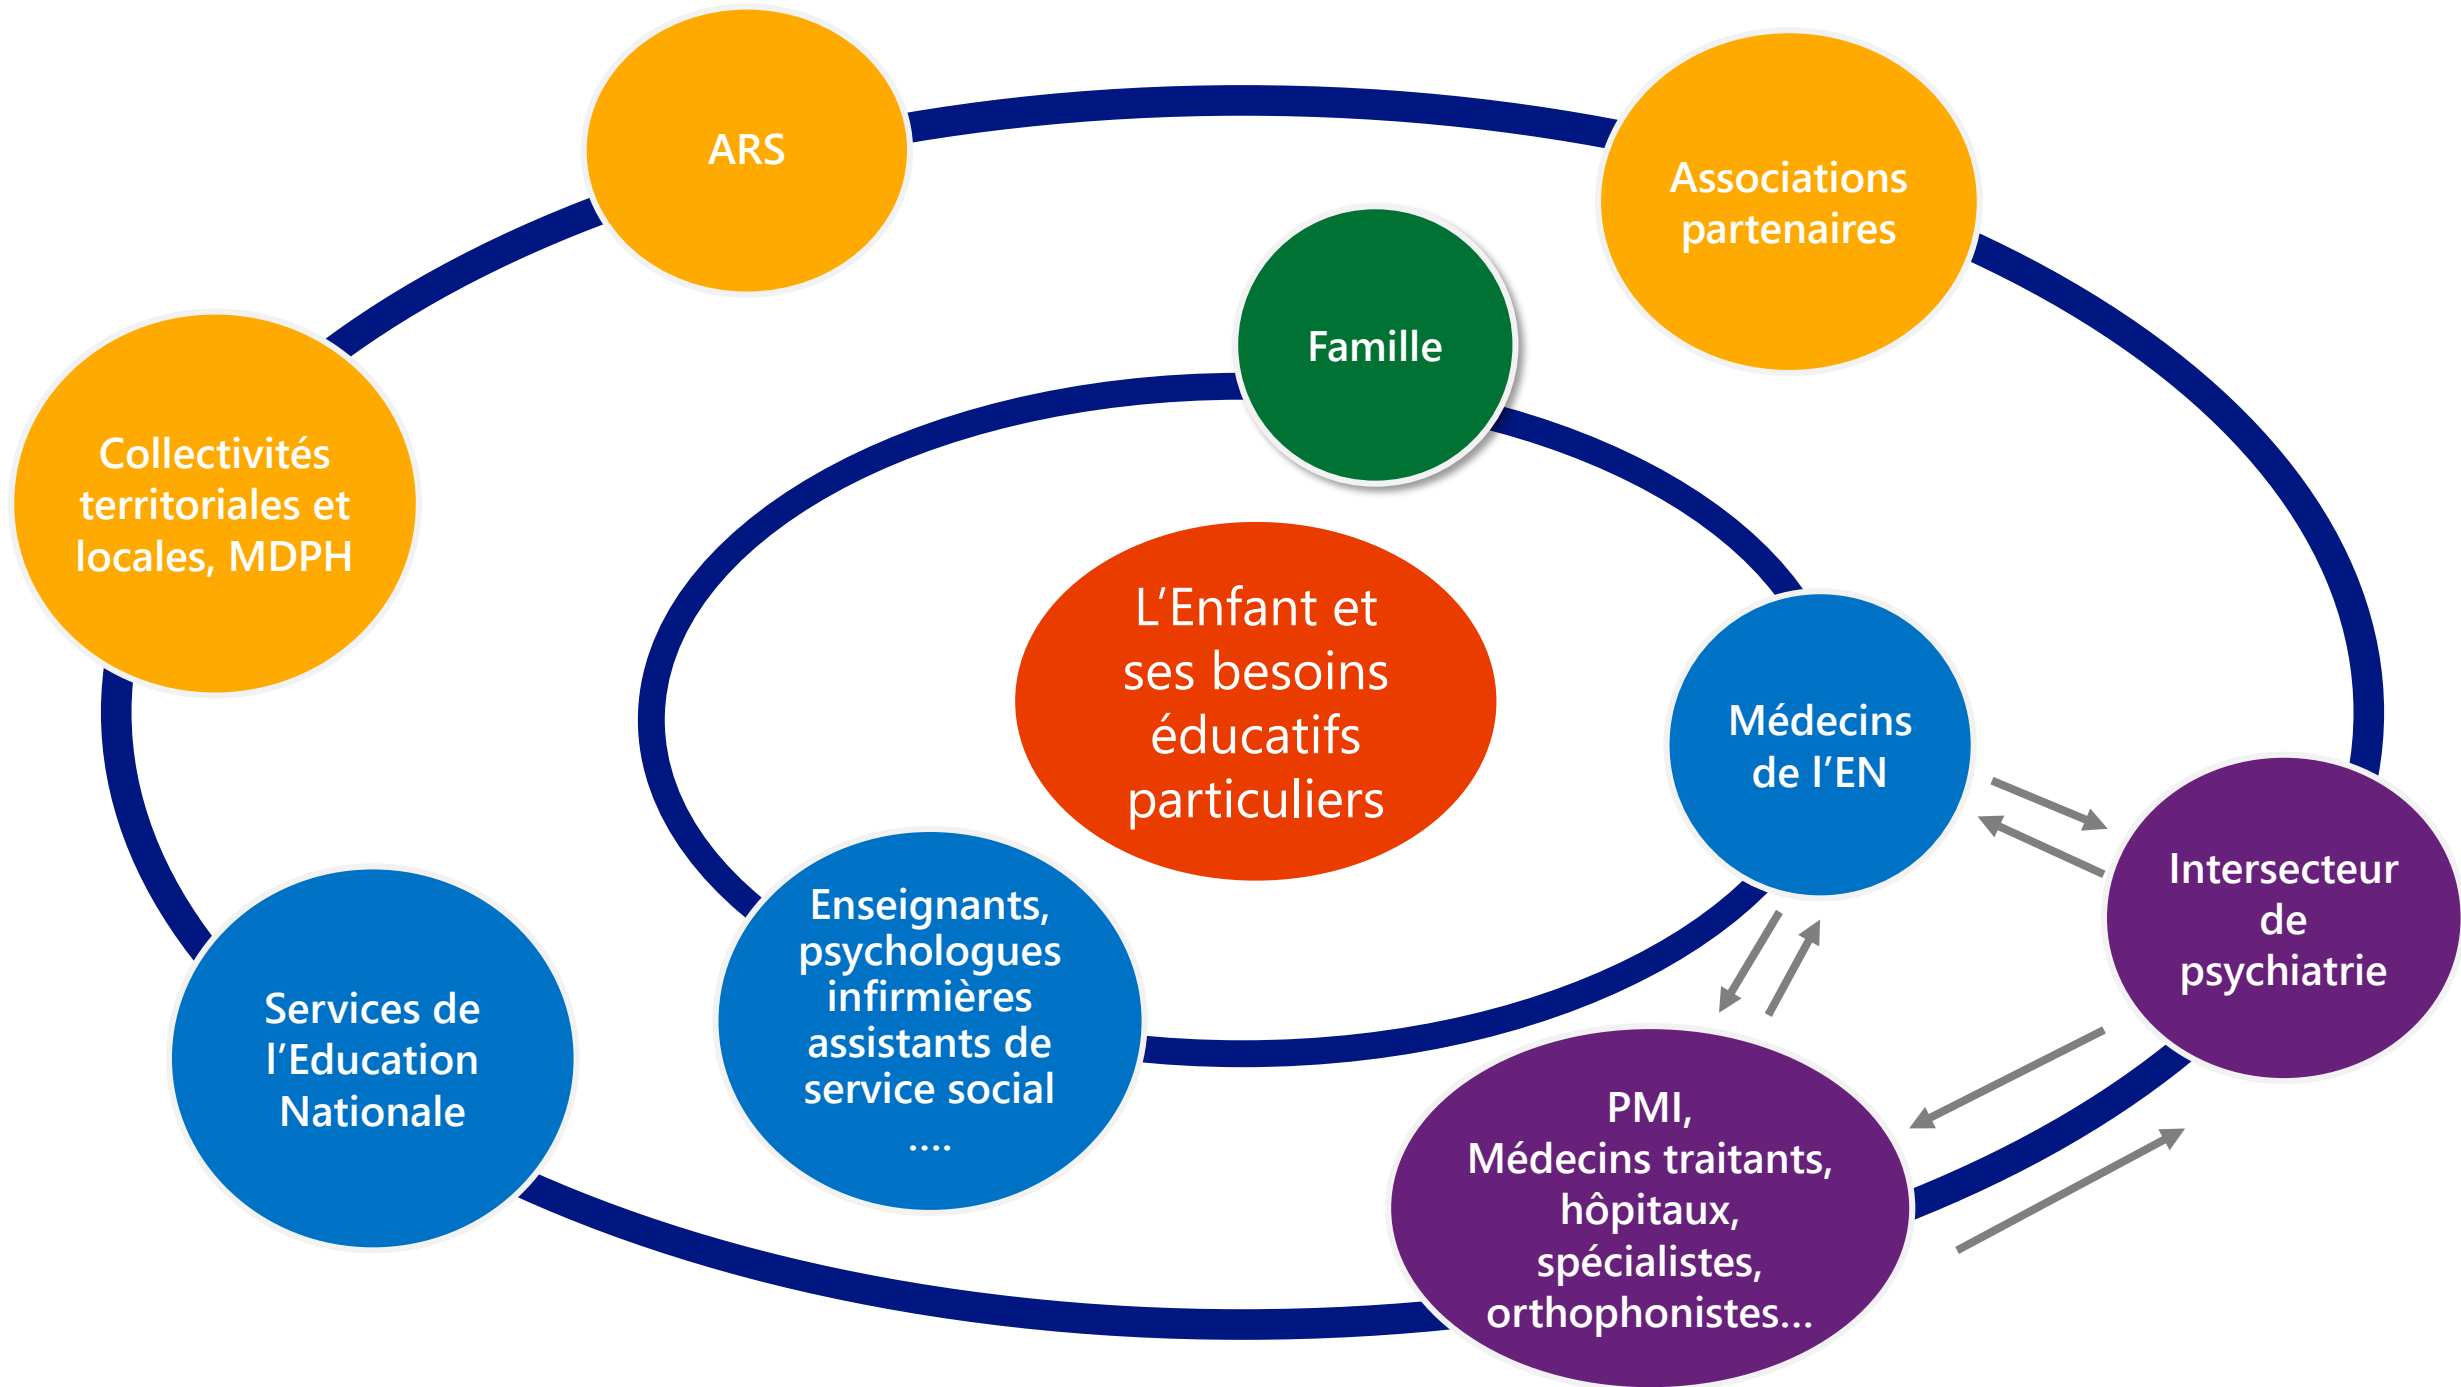 ARS
Associations
partenaires
Famille
Collectivités
territoriales et
locales, MDPH
L’Enfant et
ses besoins
éducatifs
particuliers
Médecins
de l’EN
Intersecteur
de
psychiatrie
Enseignants,
psychologues
infirmières
assistants de
service social
….
Services de
l’Education
Nationale
PMI,
Médecins traitants,
hôpitaux,
spécialistes,
orthophonistes…